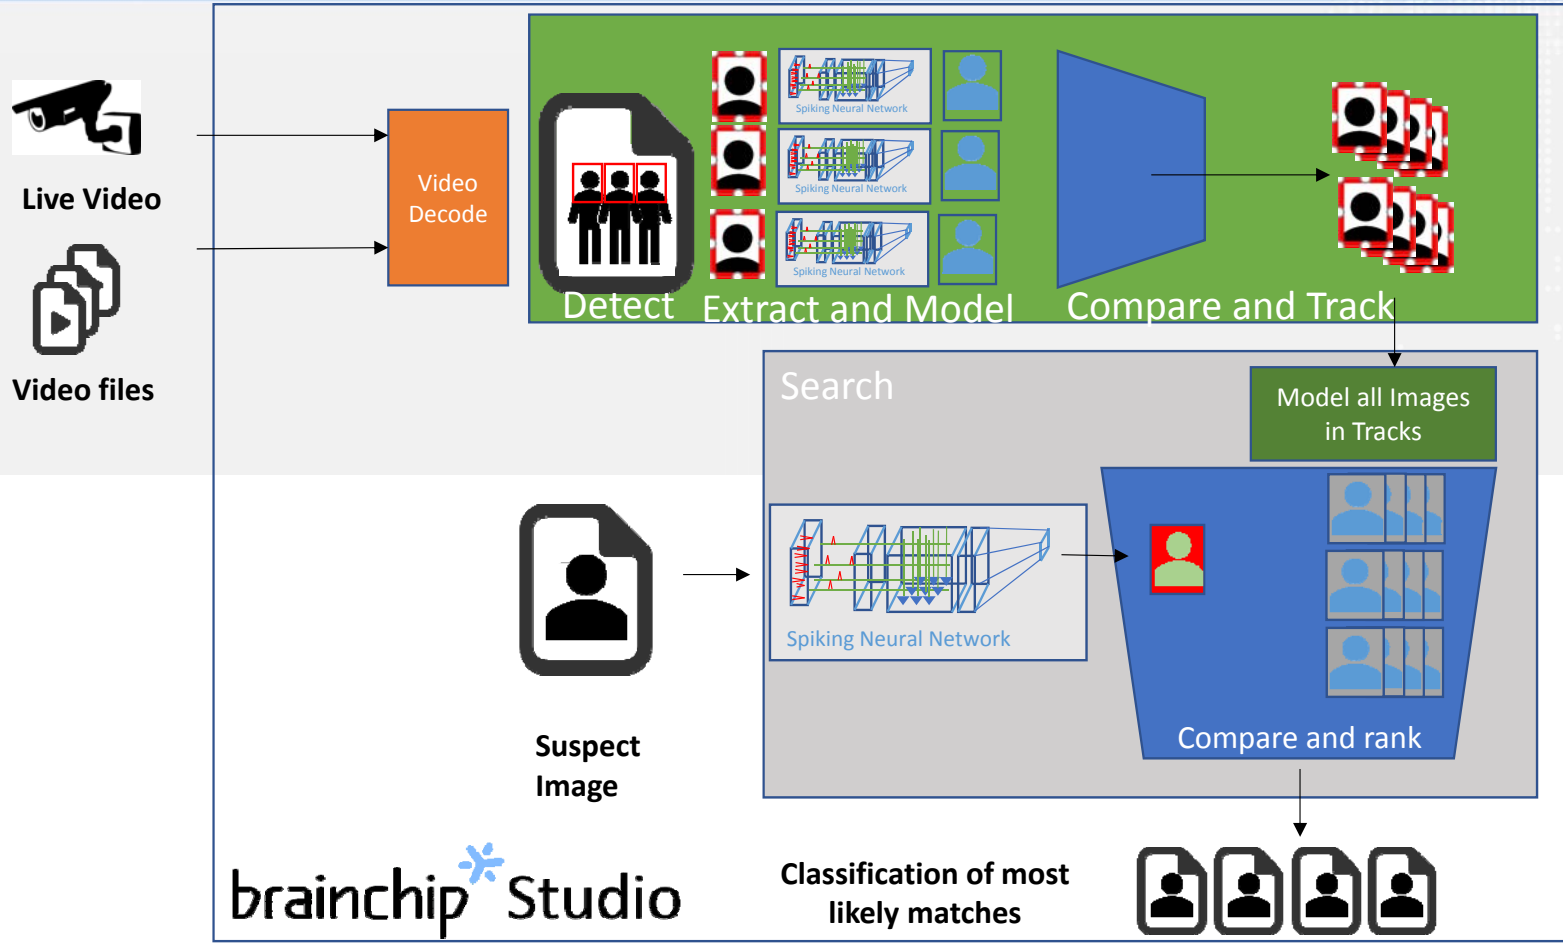 Live Video
Video files
Video
Decode
Spiking Neural Network
Spiking Neural Network
Spiking Neural Network
Detect
Extract and Model
Compare and Track
Search
Model all Images
in Tracks
Spiking Neural Network
Compare and rank
Suspect
Image
brainchip Studio
Classification of most
likely matches